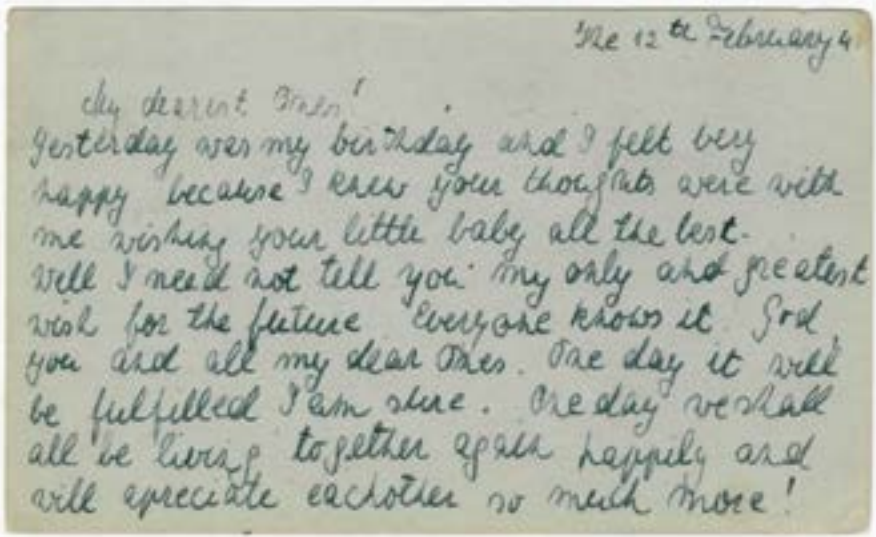 The 12th February 4
My dearest Ones!
Yesterday was my birthday and I felt very
happy because I knew your thoughts were with
me wishing your little baby all the best.
Well I need not tell you my only and greatest
wish for the future. Everyone knows it. God,
you and all my dear Ones. One day it will
be fulfilled I am sure. One day we shall
all be living together again happily and
will apreciate eachother so much more!